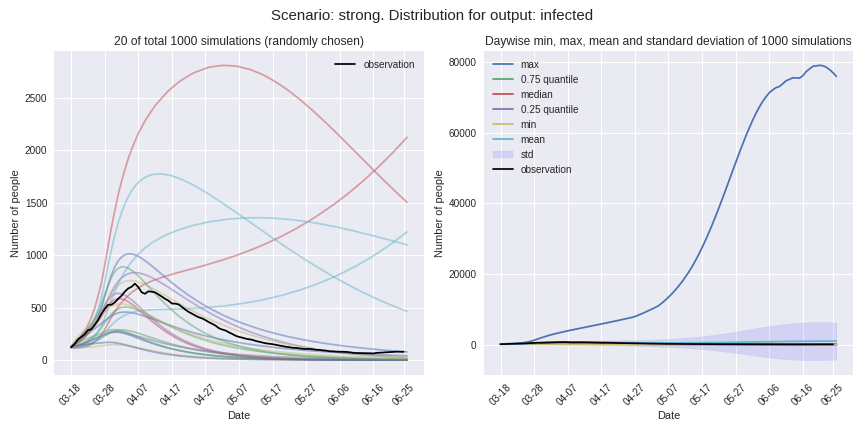 Scenario: strong. Distribution for output: infected
20 of total 1000 simulations (randomly chosen)
observation
Number of people
2500
2000
1500
1000
500
0
03-18
03-28
04-07
04-17
04-27
05-07
05-17
05-27
06-06
06-16
06-25
Date
Daywise min, max, mean and standard deviation of 1000 simulations
max
0.75 quantile
median
0.25 quantile
min
mean
std
observation
Number of people
80000
60000
40000
20000
0
03-18
03-28
04-07
04-17
04-27
05-07
05-17
05-27
06-06
06-16
06-25
Date